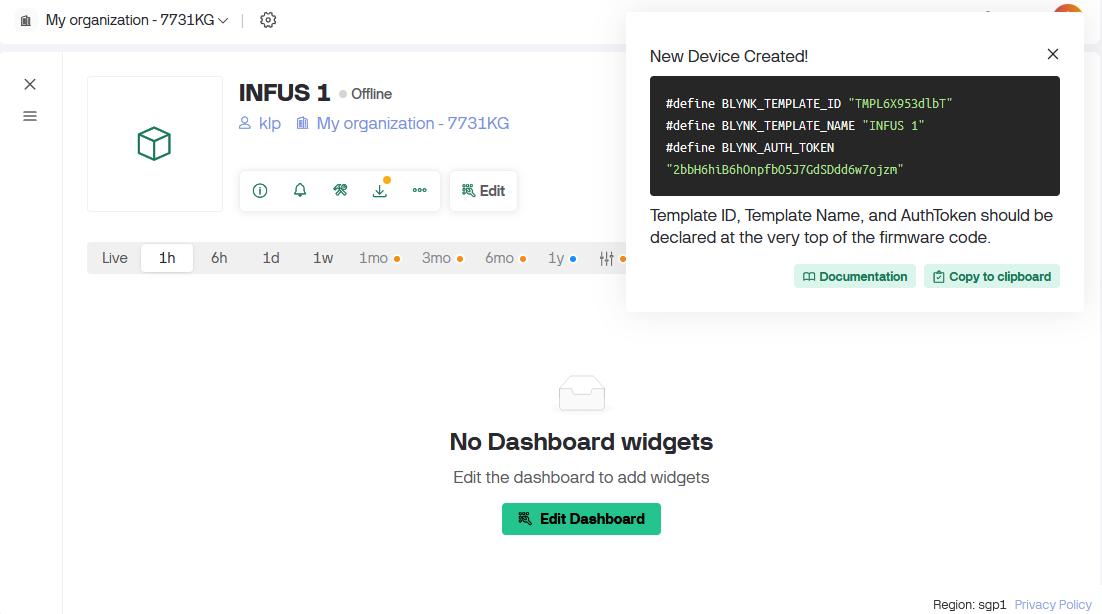 My organization - 7731KG
New Device Created!
#define BLYNK_TEMPLATE_ID "TMPL6X953dlbT"
#define BLYNK_TEMPLATE_NAME "INFUS 1"
#define BLYNK_AUTH_TOKEN
"2bbH6hiB6hOnpfbO5J7GdSDdd6w7ojzm"
Template ID, Template Name, and AuthToken should be
declared at the very top of the firmware code.
Documentation Copy to clipboard
INFUS 1 Offline
klp My organization - 7731KG
Edit
Live 1h 6h 1d 1w 1mo 3mo 6mo 1y
No Dashboard widgets
Edit the dashboard to add widgets
Edit Dashboard
Region: sgp1 Privacy Policy